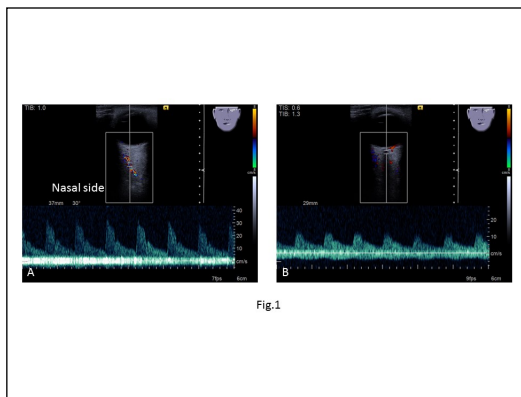 TIB: 1.0
Nasal side
37mm 30°
40
30
20
10
cm/s
A
7fps 6cm
TIS: 0.6
TIB: 1.3
29mm
20
10
cm/s
B
9fps 5cm
Fig.1